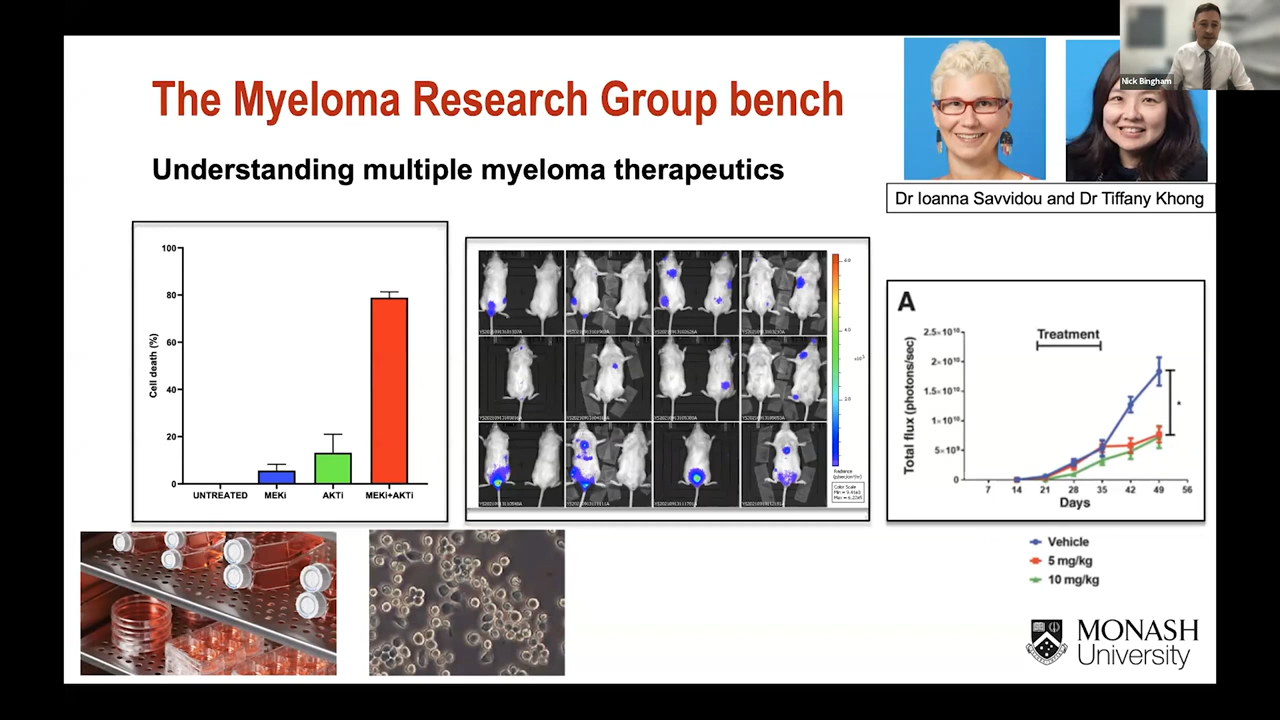 Nick Bingham
The Myeloma Research Group bench
Understanding multiple myeloma therapeutics
Dr Ioanna Savvidou and Dr Tiffany Khong
100
80
60
40
20
0
Cell death (%)
UNTREATED MEKi AKTi MEKi+AKTi
A
Treatment
Total flux (photons/sec)
2.5×10¹⁰
2×10¹⁰
1.5×10¹⁰
1×10¹⁰
5×10⁹
0
7 14 21 28 35 42 49 56
Days
*
Vehicle
5 mg/kg
10 mg/kg
Radiance
Color Scale
MONASH
University